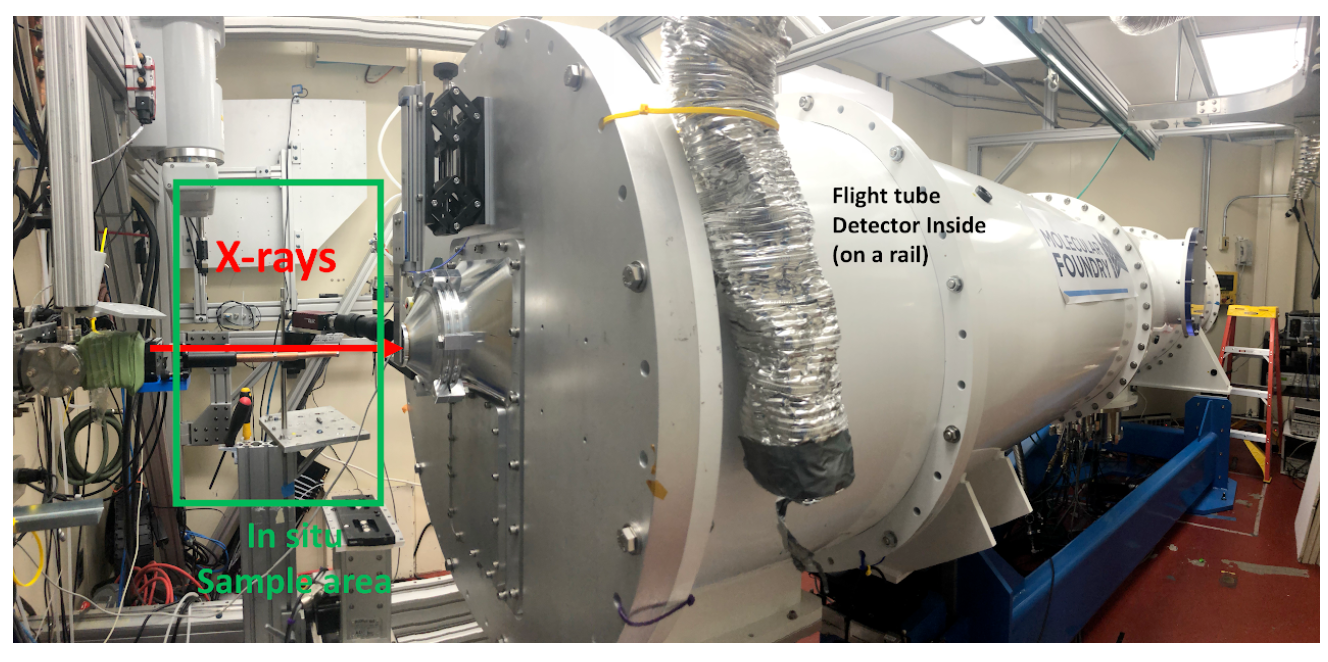 X-rays
In situ
Sample area
Flight tube
Detector Inside
(on a rail)
MOLECULAR
FOUNDRY